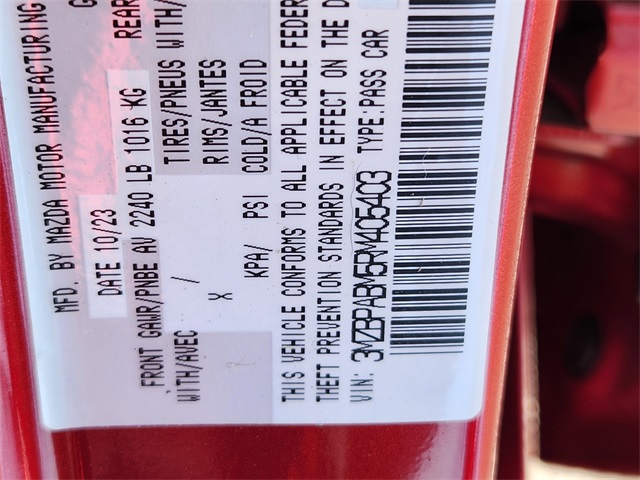 MFD. BY MAZDA MOTOR MANUFACTURING
DATE 10/23
FRONT GAWR/PNBE AV 2240 LB 1016 KG
REAR
WITH/AVEC / TIRES/PNEUS WITH/
X RIMS/JANTES
KPA/ PSI COLD/A FROID
THIS VEHICLE CONFORMS TO ALL APPLICABLE FEDER
THEFT PREVENTION STANDARDS IN EFFECT ON THE D
VIN: 3MZBPABM5RM405403 TYPE:PASS CAR